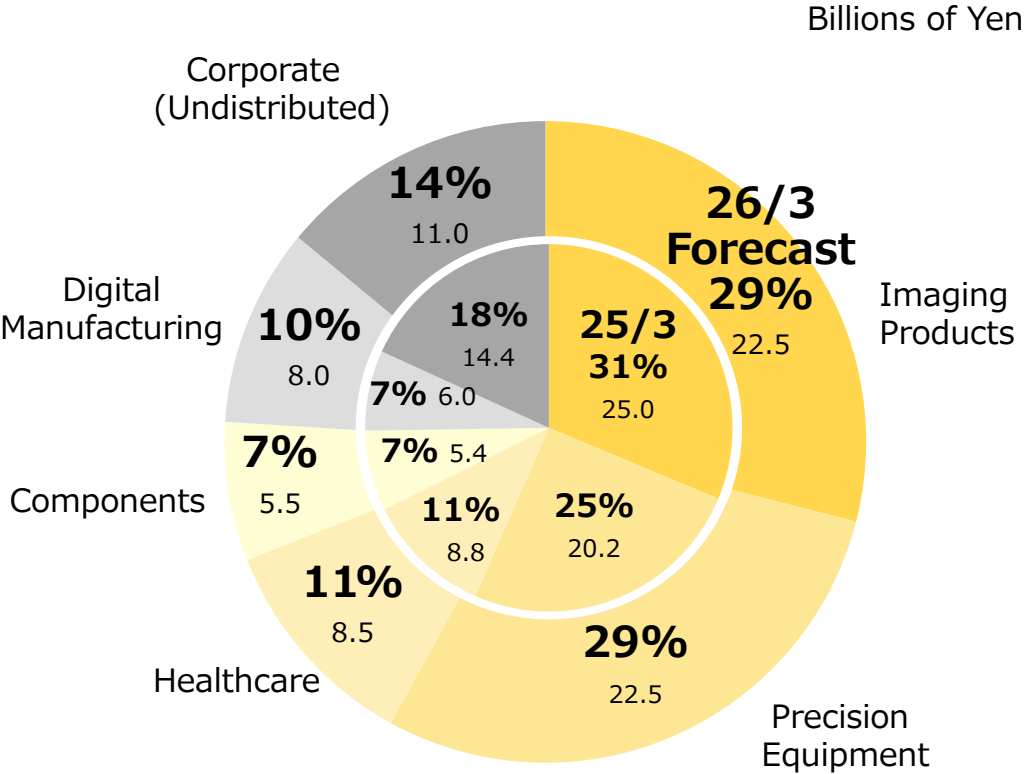 Billions of Yen
Corporate
(Undistributed)
14%
11.0
26/3
Forecast
29%
22.5
Imaging
Products
Digital
Manufacturing
10%
8.0
18%
14.4
25/3
31%
25.0
7% 6.0
7% 5.4
7%
5.5
Components
11%
8.8
25%
20.2
11%
8.5
Healthcare
29%
22.5
Precision
Equipment